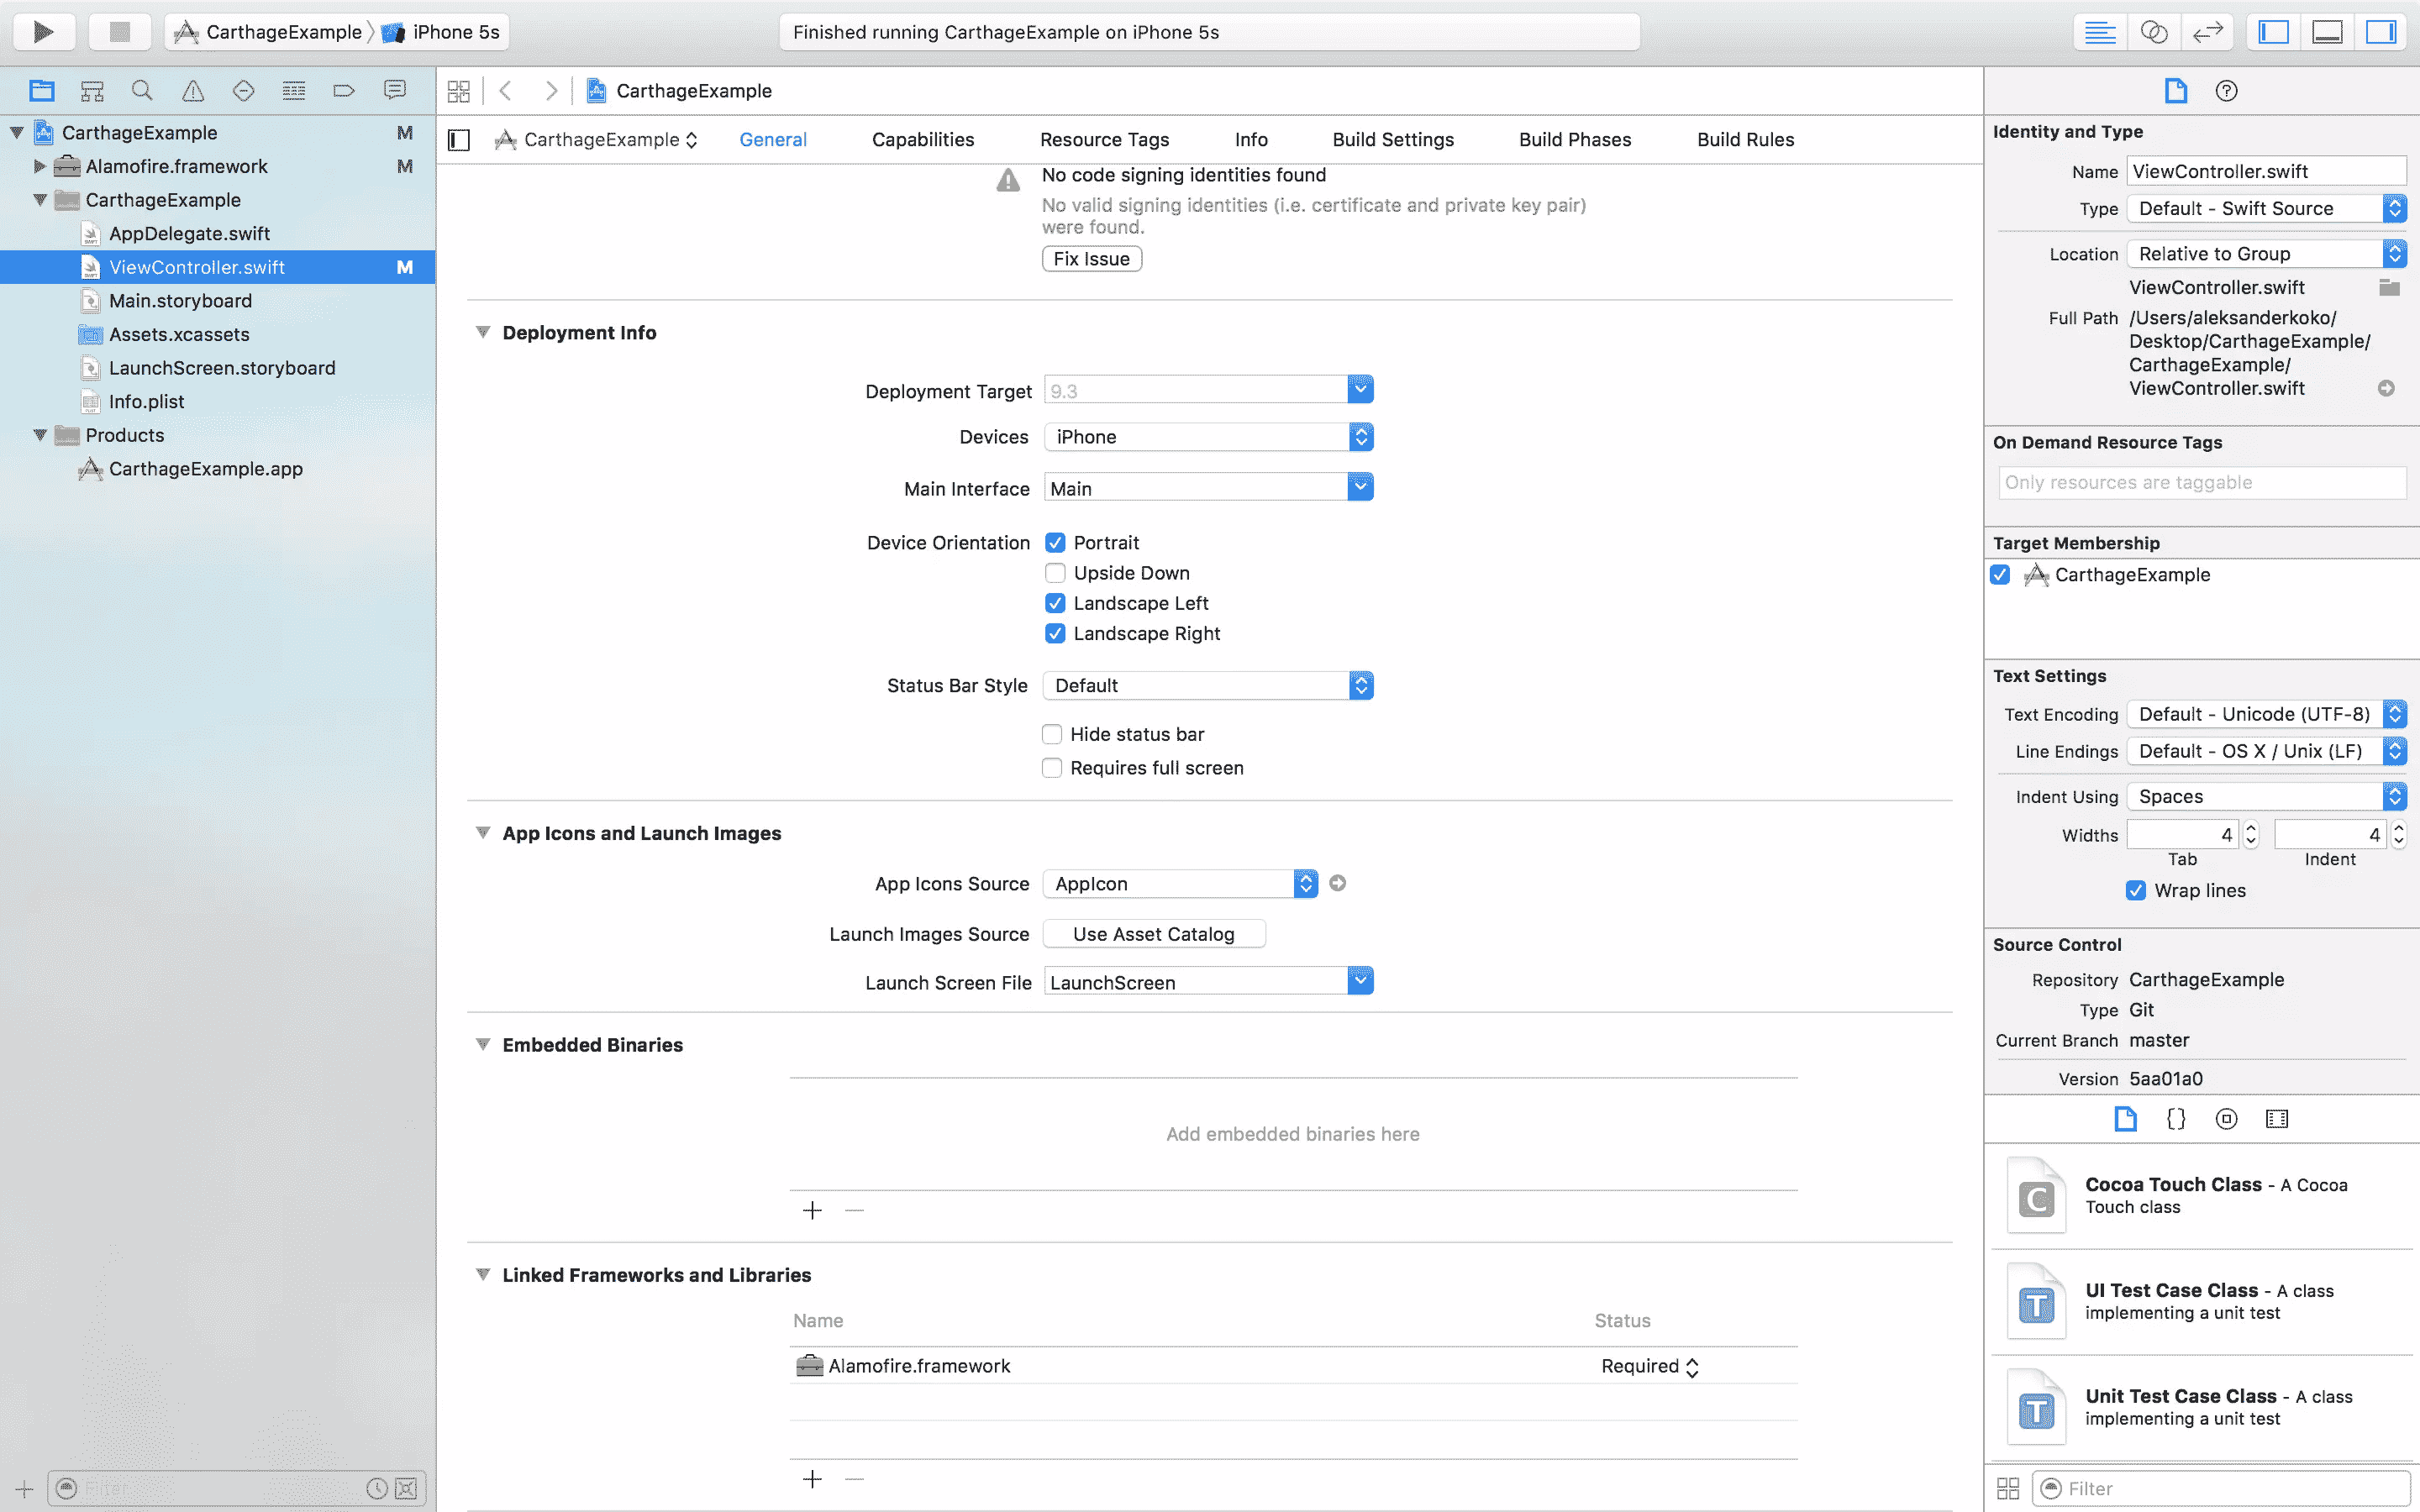 CarthageExample iPhone 5s
Finished running CarthageExample on iPhone 5s
CarthageExample M
Alamofire.framework M
CarthageExample
AppDelegate.swift
ViewController.swift M
Main.storyboard
Assets.xcassets
LaunchScreen.storyboard
Info.plist
Products
CarthageExample.app
Filter
CarthageExample
CarthageExample General Capabilities Resource Tags Info Build Settings Build Phases Build Rules
No code signing identities found
No valid signing identities (i.e. certificate and private key pair)
were found.
Fix Issue
Deployment Info
Deployment Target 9.3
Devices iPhone
Main Interface Main
Device Orientation Portrait
Upside Down
Landscape Left
Landscape Right
Status Bar Style Default
Hide status bar
Requires full screen
App Icons and Launch Images
App Icons Source AppIcon
Launch Images Source Use Asset Catalog
Launch Screen File LaunchScreen
Embedded Binaries
Add embedded binaries here
Linked Frameworks and Libraries
Name Status
Alamofire.framework Required
Identity and Type
Name ViewController.swift
Type Default - Swift Source
Location Relative to Group
ViewController.swift
Full Path /Users/aleksanderkoko/
Desktop/CarthageExample/
CarthageExample/
ViewController.swift
On Demand Resource Tags
Only resources are taggable
Target Membership
CarthageExample
Text Settings
Text Encoding Default - Unicode (UTF-8)
Line Endings Default - OS X / Unix (LF)
Indent Using Spaces
Widths 4 4
Tab Indent
Wrap lines
Source Control
Repository CarthageExample
Type Git
Current Branch master
Version 5aa01a0
{}
C
Cocoa Touch Class - A Cocoa
Touch class
T
UI Test Case Class - A class
implementing a unit test
T
Unit Test Case Class - A class
implementing a unit test
Filter